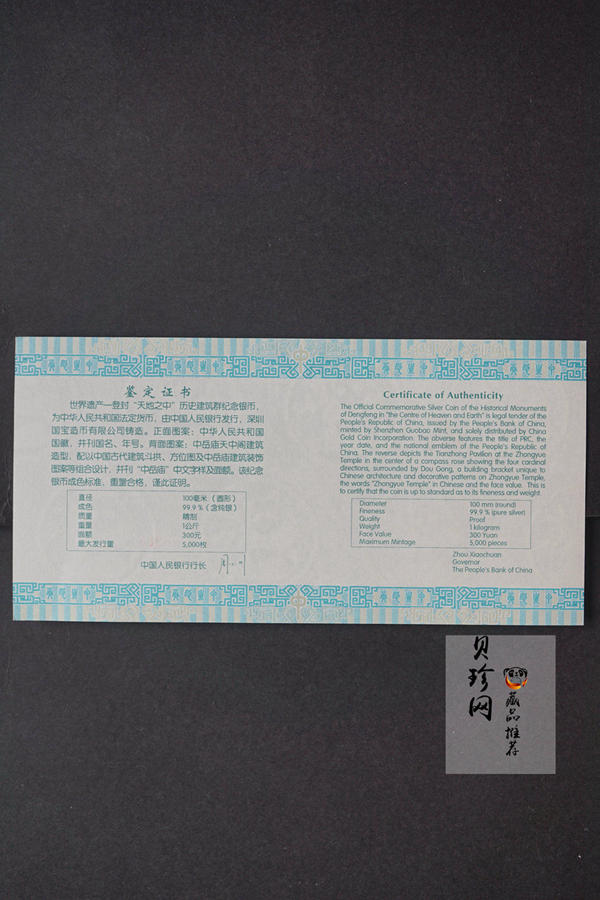 鉴定证书
世界遗产—登封“天地之中”历史建筑群纪念银币，
为中华人民共和国法定货币，由中国人民银行发行，深圳
国宝造币有限公司铸造。正面图案：中华人民共和国
国徽，并刊国名、年号。背面图案：中岳庙天中阁建筑
造型，配以中国古代建筑斗拱、方位图及中岳庙建筑装饰
图案等组合设计，并刊“中岳庙”中文字样及面额。该纪念
银币成色标准、重量合格，谨此证明。
直径 100毫米（圆形）
成色 99.9%（含纯银）
质量 精制
重量 1公斤
面额 300元
最大发行量 5,000枚
中国人民银行行长
Certificate of Authenticity
The Official Commemorative Silver Coin of the Historical Monuments
of Dengfeng in "the Centre of Heaven and Earth" is legal tender of the
People's Republic of China, issued by the People's Bank of China,
minted by Shenzhen Guobao Mint, and solely distributed by China
Gold Coin Incorporation. The obverse features the title of PRC, the
year date, and the national emblem of the People's Republic of
China. The reverse depicts the Tianzhong Pavilion at the Zhongyue
Temple in the center of a compass rose showing the four cardinal
directions, surrounded by Dou Gong, a building bracket unique to
Chinese architecture and decorative patterns on Zhongyue Temple,
the words "Zhongyue Temple" in Chinese and the face value. This is
to certify that the coin is up to standard as to its fineness and weight.
Diameter 100 mm (round)
Fineness 99.9 % (pure silver)
Quality Proof
Weight 1 kilogram
Face Value 300 Yuan
Maximum Mintage 5,000 pieces
Zhou Xiaochuan
Governor
The People's Bank of China
贝珍网
藏品推荐